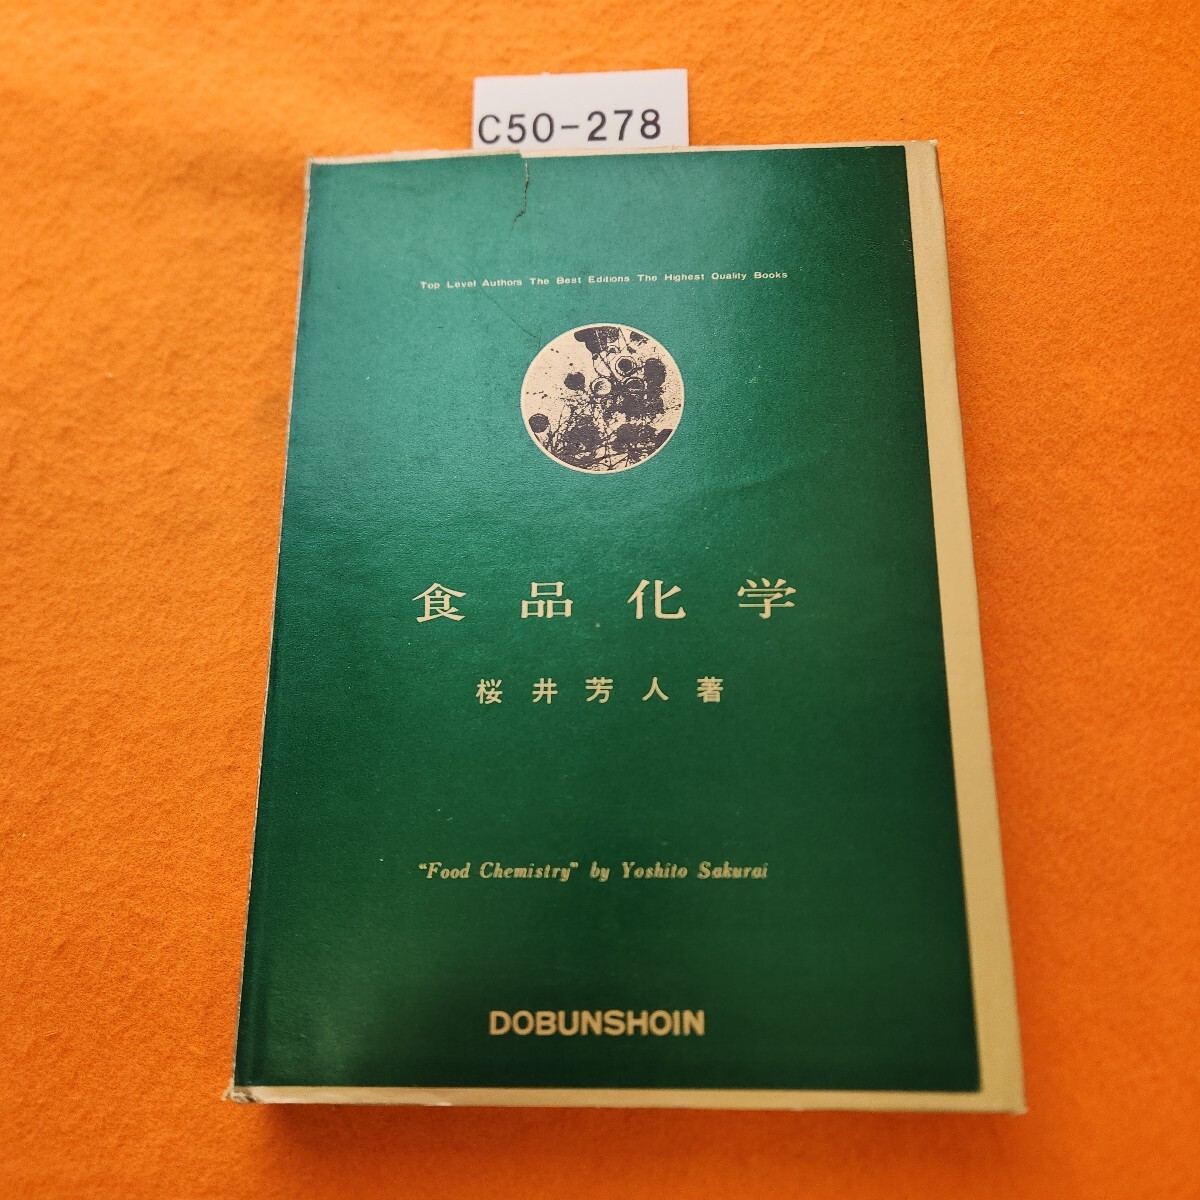 C50-278
Top Level Authors The Best Editions The Highest Quality Books
食品化学
桜井芳人著
"Food Chemistry" by Yoshito Sakurai
DOBUNSHOIN